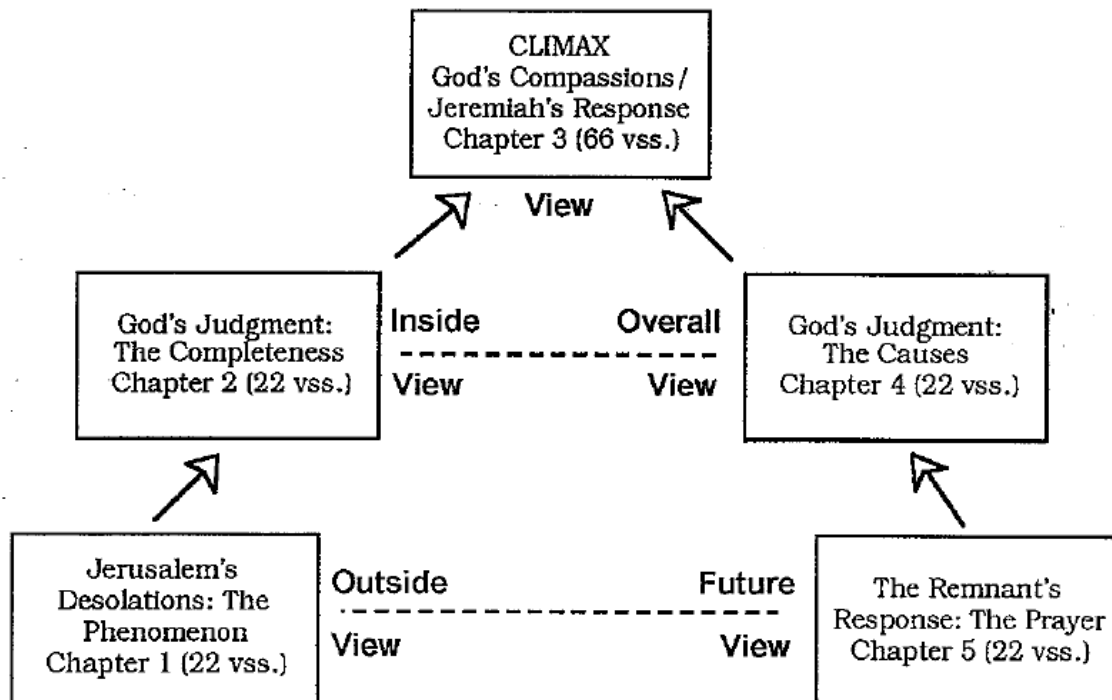 CLIMAX
God's Compassions/
Jeremiah's Response
Chapter 3 (66 vss.)
View
God's Judgment:
The Completeness
Chapter 2 (22 vss.)
Inside
View
Overall
View
God's Judgment:
The Causes
Chapter 4 (22 vss.)
Jerusalem's
Desolations: The
Phenomenon
Chapter 1 (22 vss.)
Outside
View
Future
View
The Remnant's
Response: The Prayer
Chapter 5 (22 vss.)